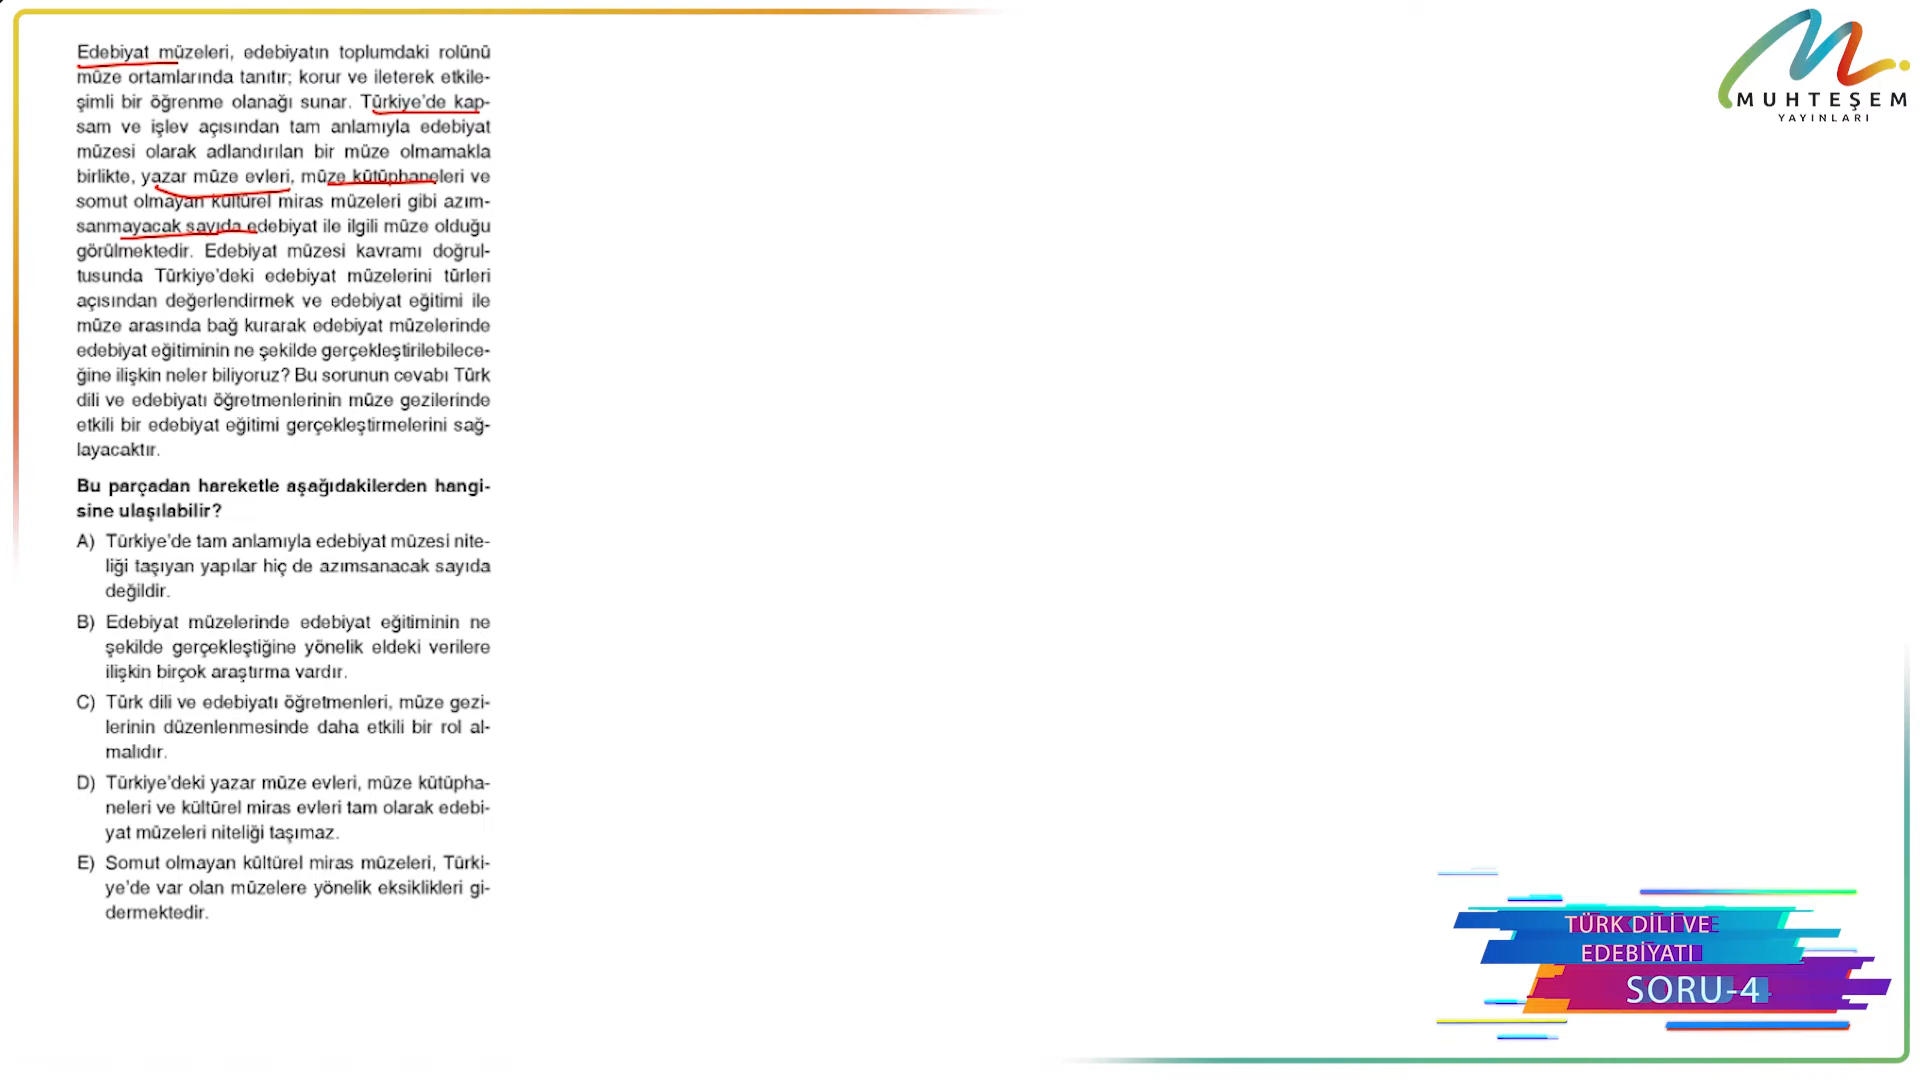 Edebiyat müzeleri, edebiyatın toplumdaki rolünü
müze ortamlarında tanıtır; korur ve ileterek etkile-
şimli bir öğrenme olanağı sunar. Türkiye'de kap-
sam ve işlev açısından tam anlamıyla edebiyat
müzesi olarak adlandırılan bir müze olmamakla
birlikte, yazar müze evleri, müze kütüphaneleri ve
somut olmayan kültürel miras müzeleri gibi azım-
sanmayacak sayıda edebiyat ile ilgili müze olduğu
görülmektedir. Edebiyat müzesi kavramı doğrul-
tusunda Türkiye'deki edebiyat müzelerini türleri
açısından değerlendirmek ve edebiyat eğitimi ile
müze arasında bağ kurarak edebiyat müzelerinde
edebiyat eğitiminin ne şekilde gerçekleştirilebilece-
ğine ilişkin neler biliyoruz? Bu sorunun cevabı Türk
dili ve edebiyatı öğretmenlerinin müze gezilerinde
etkili bir edebiyat eğitimi gerçekleştirmelerini sağ-
layacaktır.
Bu parçadan hareketle aşağıdakilerden hangi-
sine ulaşılabilir?
A) Türkiye'de tam anlamıyla edebiyat müzesi nite-
liği taşıyan yapılar hiç de azımsanacak sayıda
değildir.
B) Edebiyat müzelerinde edebiyat eğitiminin ne
şekilde gerçekleştiğine yönelik eldeki verilere
ilişkin birçok araştırma vardır.
C) Türk dili ve edebiyatı öğretmenleri, müze gezi-
lerinin düzenlenmesinde daha etkili bir rol al-
malıdır.
D) Türkiye'deki yazar müze evleri, müze kütüpha-
neleri ve kültürel miras evleri tam olarak edebi-
yat müzeleri niteliği taşımaz.
E) Somut olmayan kültürel miras müzeleri, Türki-
ye'de var olan müzelere yönelik eksiklikleri gi-
dermektedir.
MUHTEŞEM
YAYINLARI
TÜRK DİLİ VE
EDEBİYATI
SORU-4